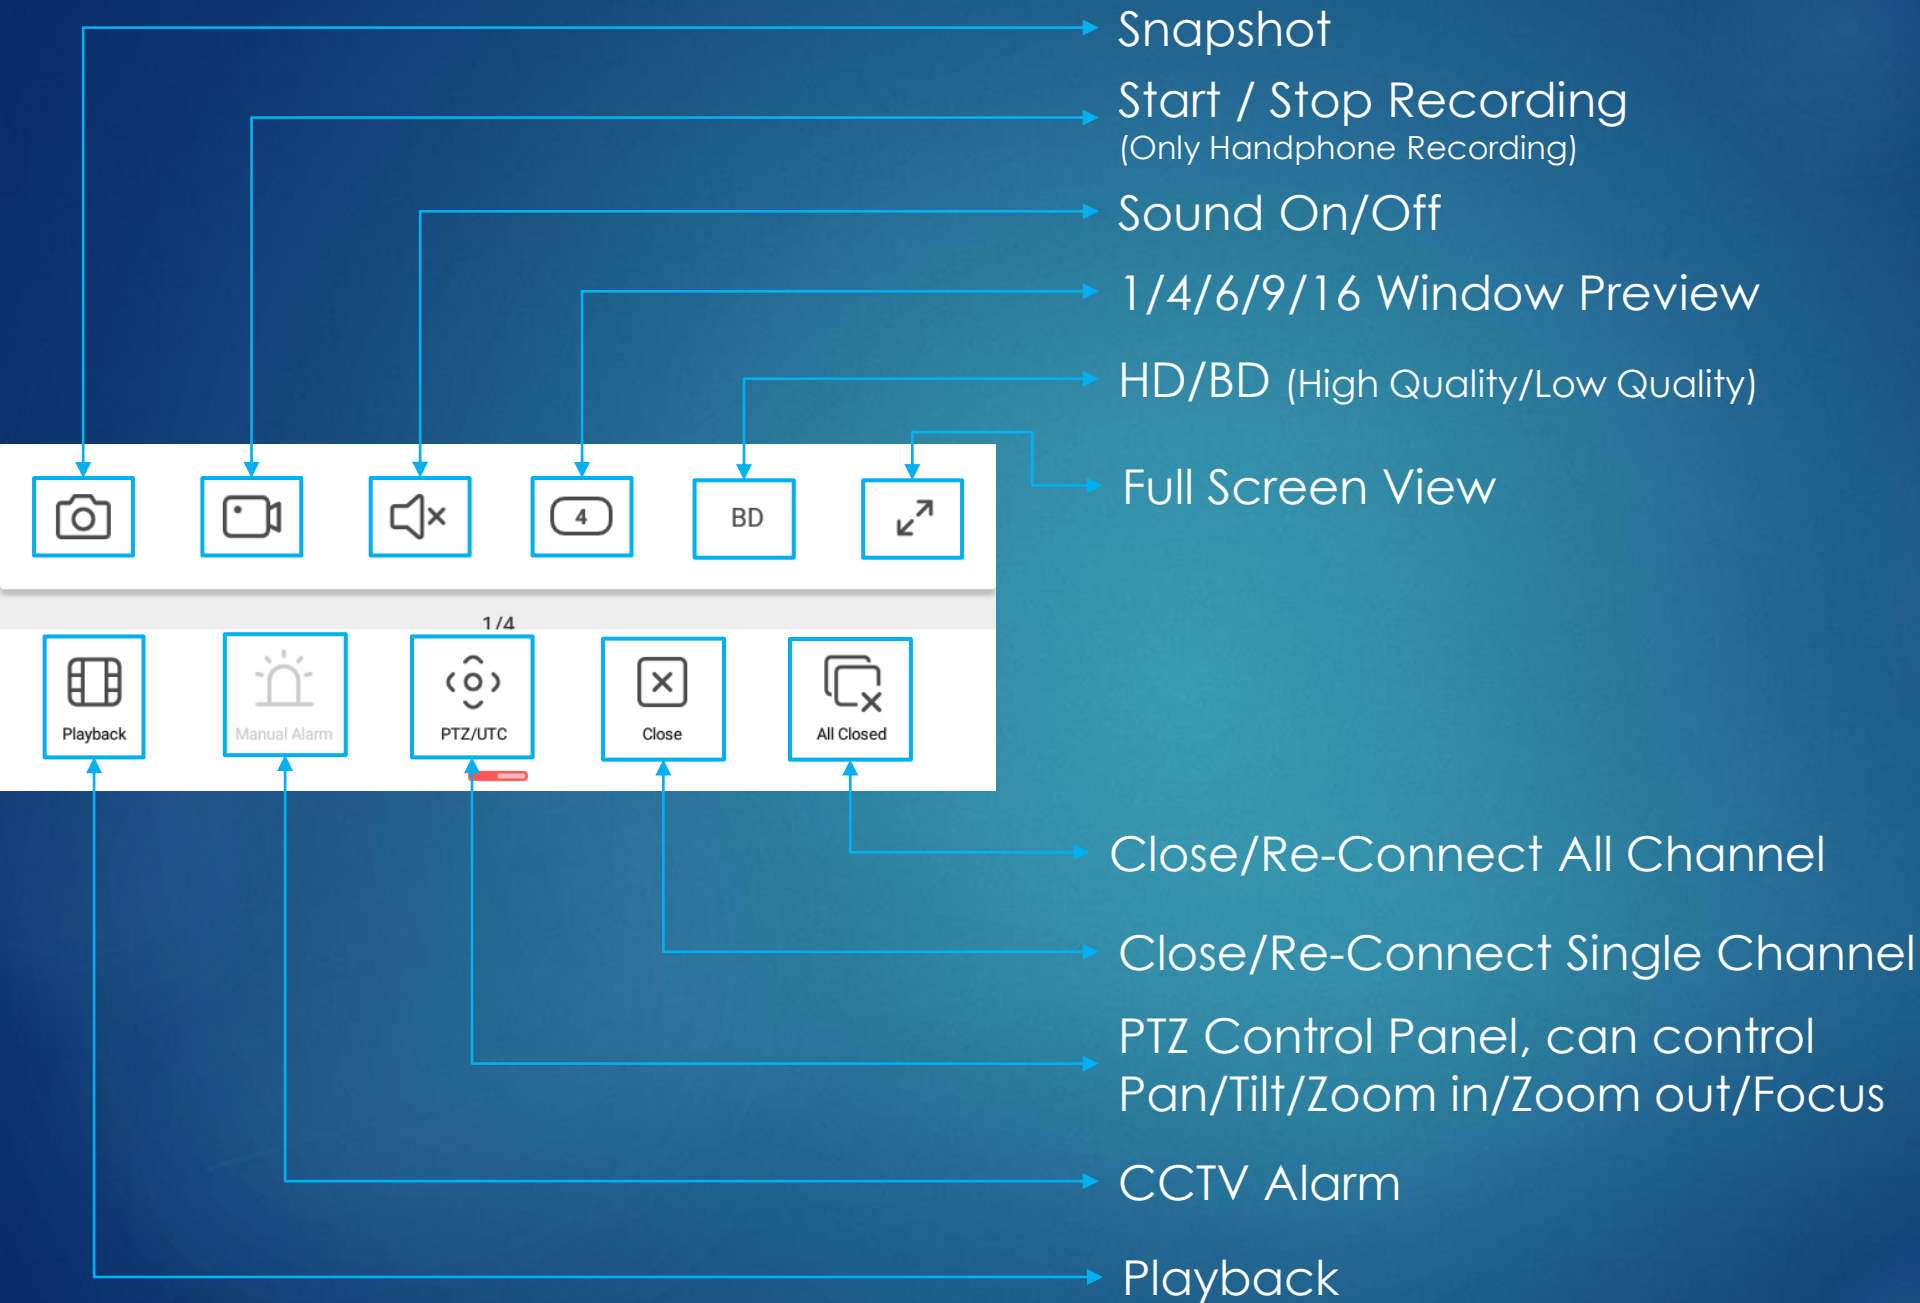 Snapshot
Start / Stop Recording
(Only Handphone Recording)
Sound On/Off
1/4/6/9/16 Window Preview
HD/BD (High Quality/Low Quality)
Full Screen View
4
BD
1/4
Playback
Manual Alarm
PTZ/UTC
Close
All Closed
Close/Re-Connect All Channel
Close/Re-Connect Single Channel
PTZ Control Panel, can control
Pan/Tilt/Zoom in/Zoom out/Focus
CCTV Alarm
Playback